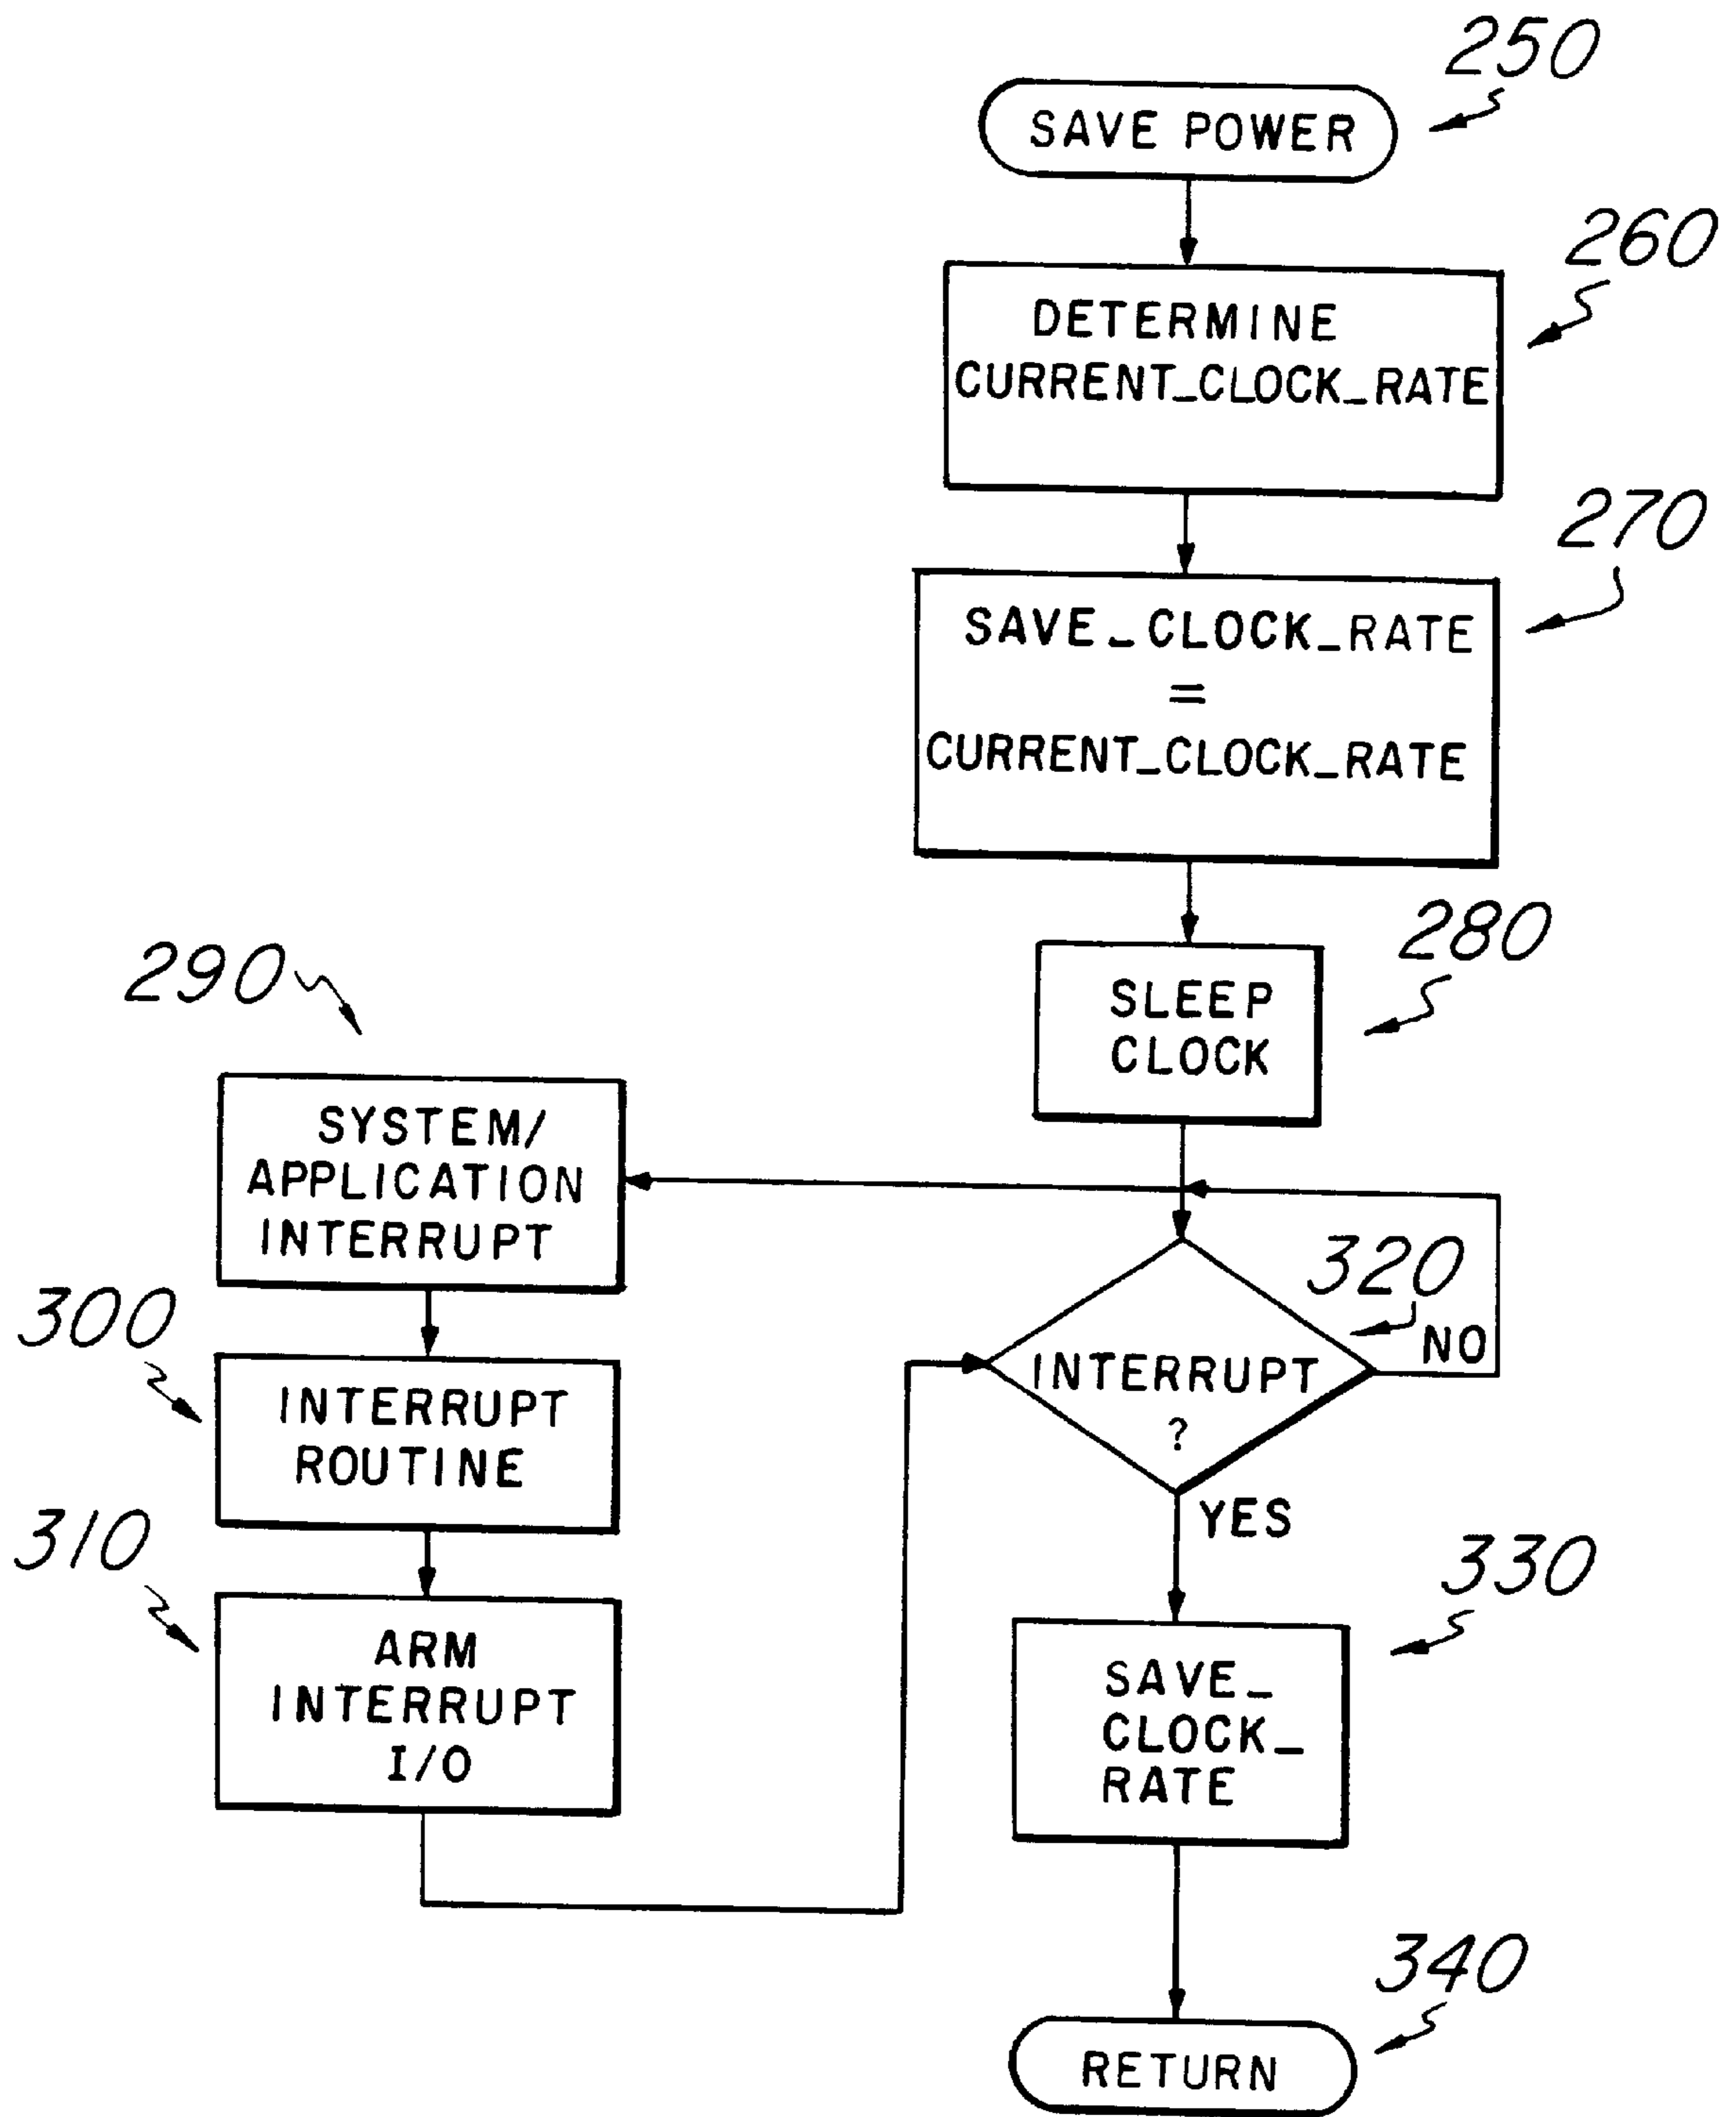 250
SAVE POWER
260
DETERMINE
CURRENT_CLOCK_RATE
270
SAVE_CLOCK_RATE
=
CURRENT_CLOCK_RATE
280
SLEEP
CLOCK
290
SYSTEM/
APPLICATION
INTERRUPT
300
INTERRUPT
ROUTINE
310
ARM
INTERRUPT
I/O
320
INTERRUPT
?
NO
YES
330
SAVE_
CLOCK_
RATE
340
RETURN